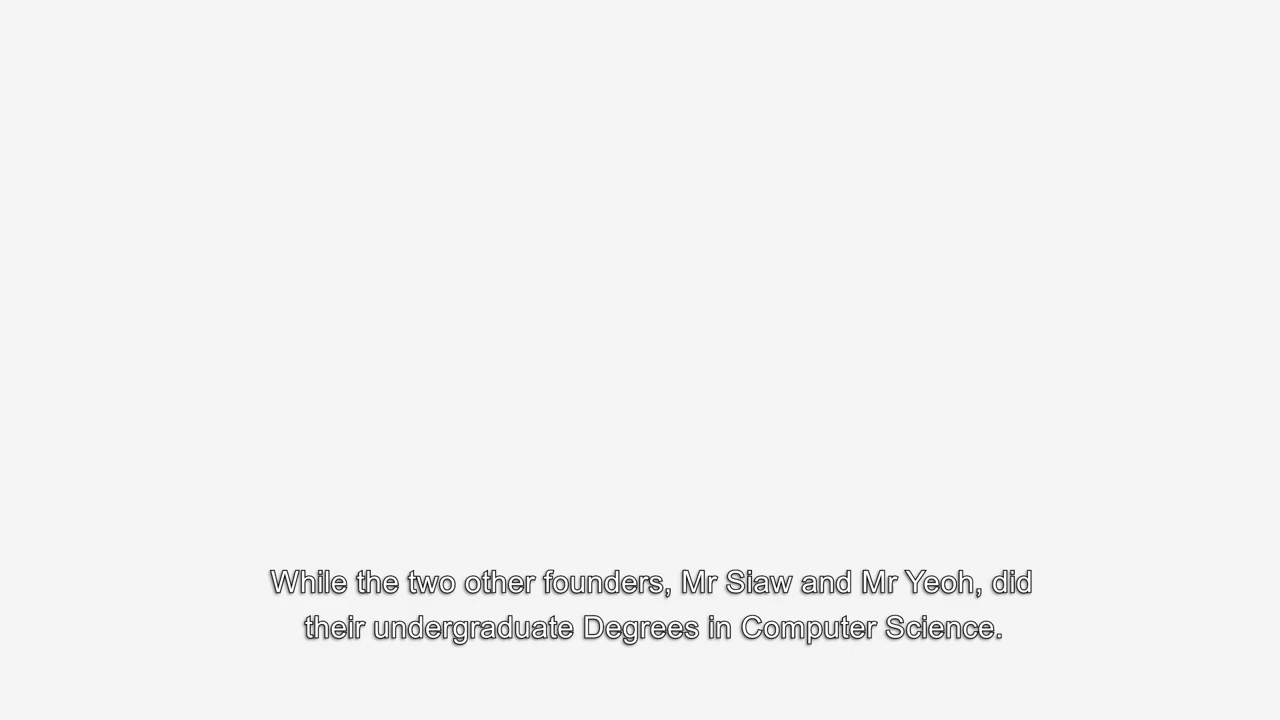 While the two other founders, Mr Siaw and Mr Yeoh, did
their undergraduate Degrees in Computer Science.